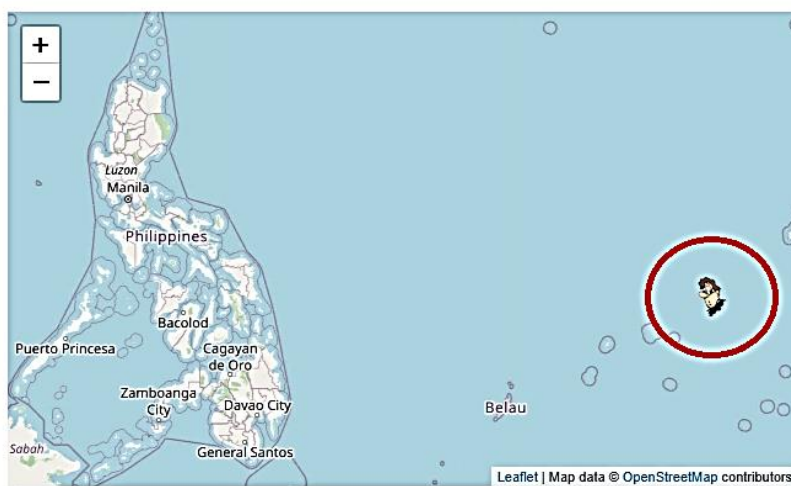 +
−
Luzon
Manila
Philippines
Bacolod
Puerto Princesa
Cagayan
de Oro
Zamboanga
City
Davao City
Belau
General Santos
Sabah
Leaflet | Map data © OpenStreetMap contributors